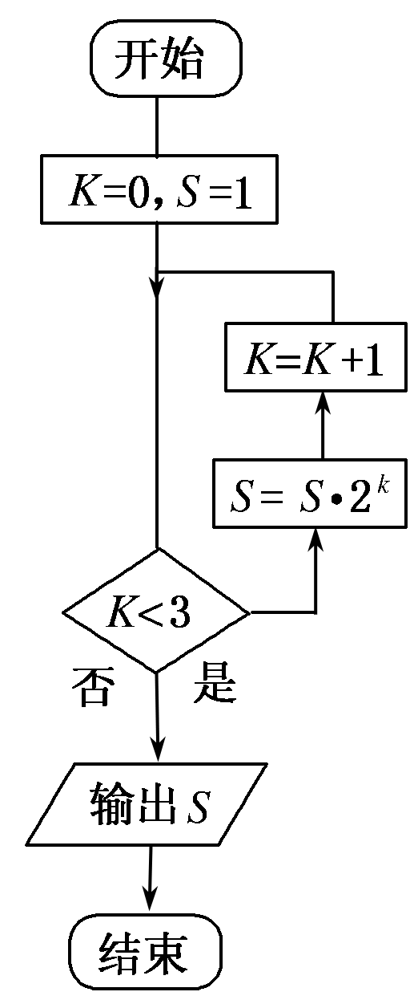 开始
K=0, S=1
K=K+1
S= S•2^k
K<3
否 是
输出S
结束